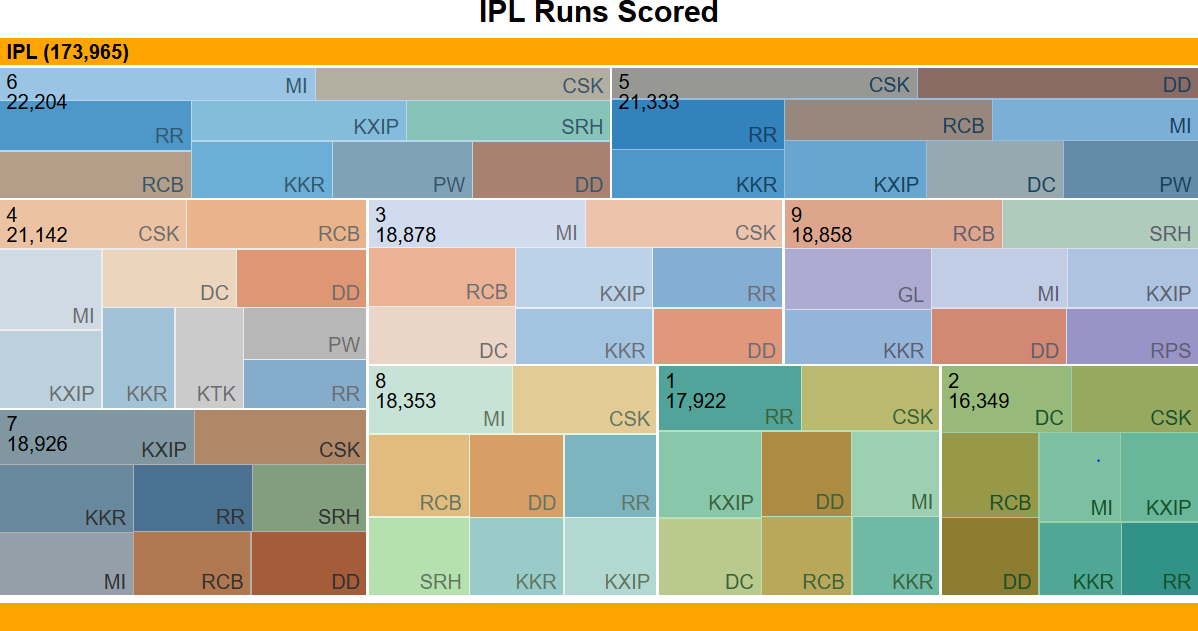 IPL Runs Scored
IPL (173,965)
6
22,204
MI
CSK
RR
KXIP
SRH
RCB
KKR
PW
DD
5
21,333
CSK
DD
RR
RCB
MI
KKR
KXIP
DC
PW
4
21,142
CSK
RCB
MI
DC
DD
KXIP
KKR
KTK
PW
RR
3
18,878
MI
CSK
RCB
KXIP
RR
DC
KKR
DD
9
18,858
RCB
SRH
GL
MI
KXIP
KKR
DD
RPS
7
18,926
KXIP
CSK
KKR
RR
SRH
MI
RCB
DD
8
18,353
MI
CSK
RCB
DD
RR
SRH
KKR
KXIP
1
17,922
RR
CSK
KXIP
DD
MI
DC
RCB
KKR
2
16,349
DC
CSK
RCB
MI
KXIP
DD
KKR
RR